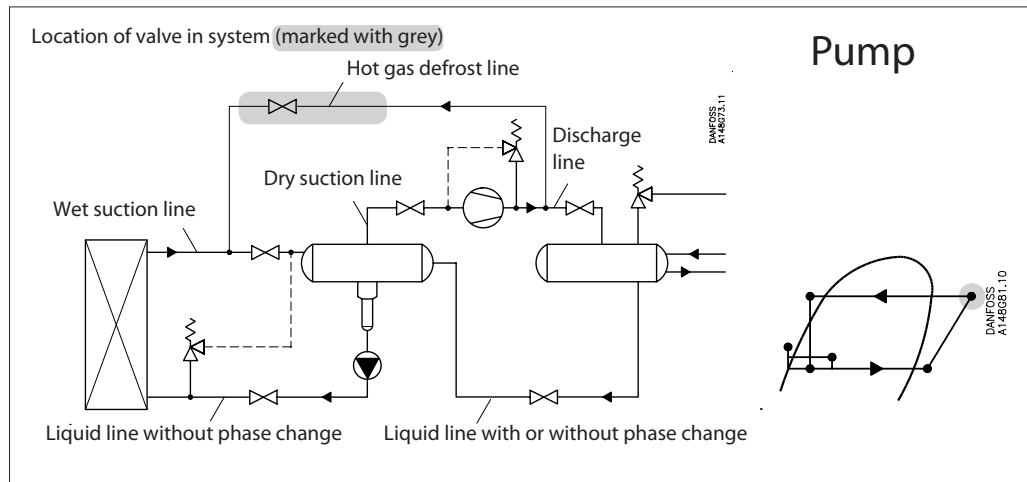 Location of valve in system (marked with grey)
Pump
Hot gas defrost line
DANFOSS
A148G73.11
Discharge
line
Dry suction line
Wet suction line
DANFOSS
A148G81.10
Liquid line without phase change
Liquid line with or without phase change